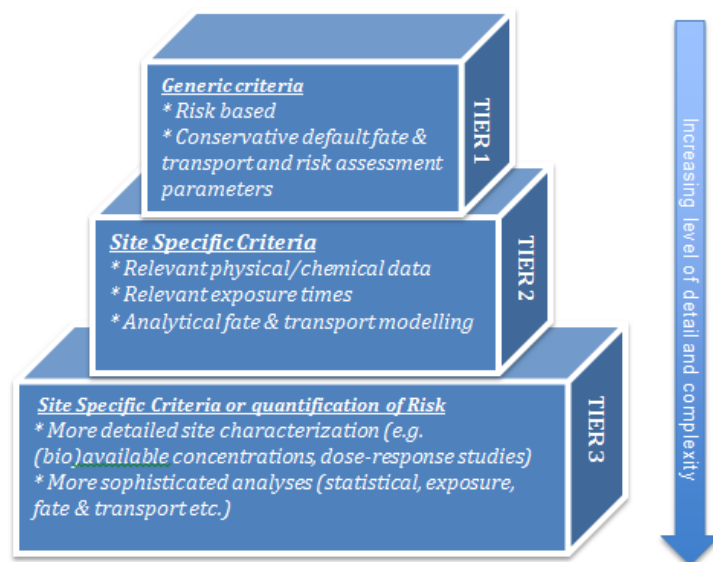 Generic criteria
* Risk based
* Conservative default fate &
transport and risk assessment
parameters
TIER 1
Site Specific Criteria
* Relevant physical/chemical data
* Relevant exposure times
* Analytical fate & transport modelling
TIER 2
Site Specific Criteria or quantification of Risk
* More detailed site characterization (e.g.
(bio)available concentrations, dose-response studies)
* More sophisticated analyses (statistical, exposure,
fate & transport etc.)
TIER 3
Increasing level of detail and complexity